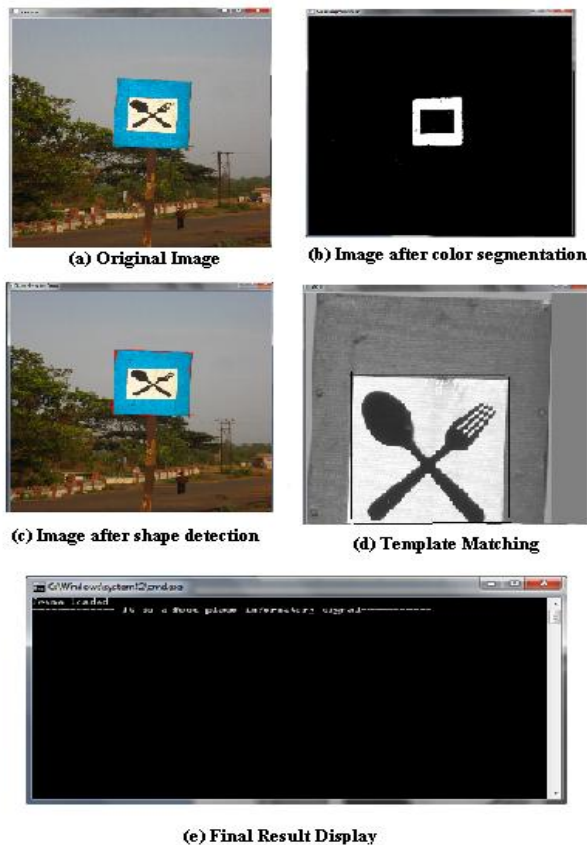 (a) Original Image
(b) Image after color segmentation
(c) Image after shape detection
(d) Template Matching
C:\Windows\system32\cmd.exe
Image loaded
It is a food place informatory signal
(e) Final Result Display